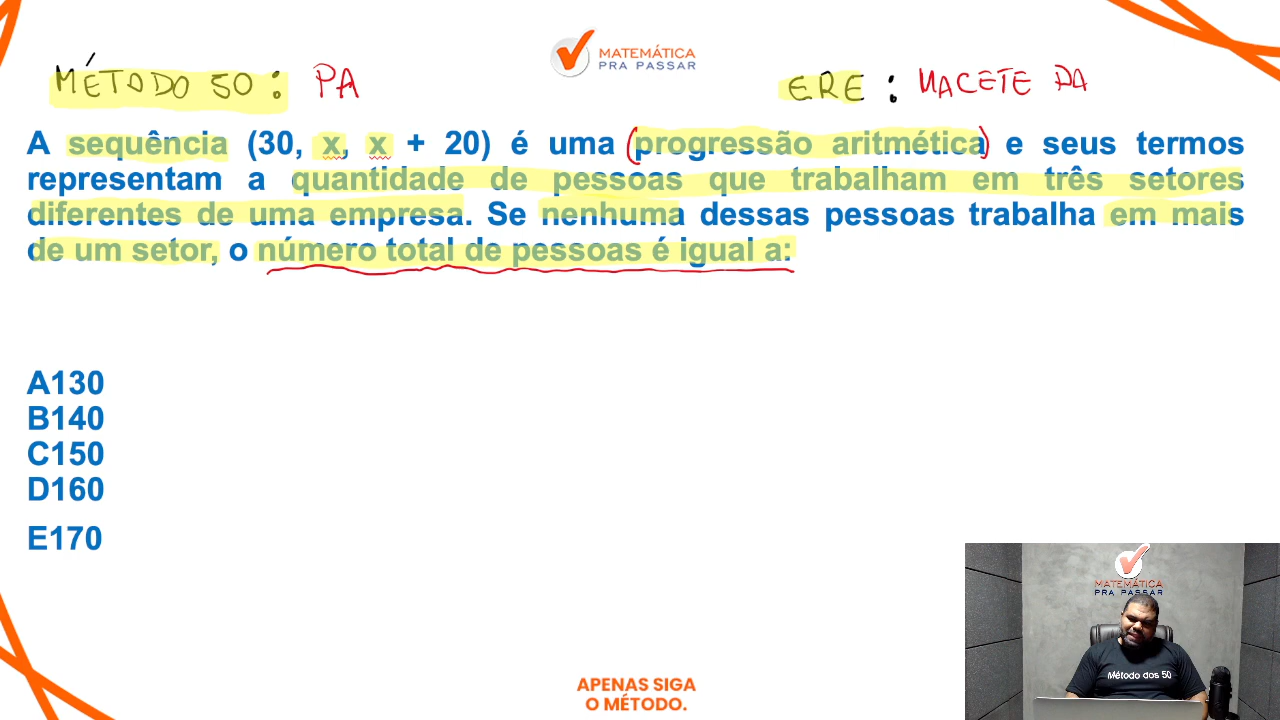 MATEMÁTICA
PRA PASSAR
MÉTODO 50 : PA
ERE : MACETE PA
A sequência (30, x, x + 20) é uma (progressão aritmética) e seus termos
representam a quantidade de pessoas que trabalham em três setores
diferentes de uma empresa. Se nenhuma dessas pessoas trabalha em mais
de um setor, o número total de pessoas é igual a:
A130
B140
C150
D160
E170
MATEMÁTICA
PRA PASSAR
Método dos 50
APENAS SIGA
O MÉTODO.